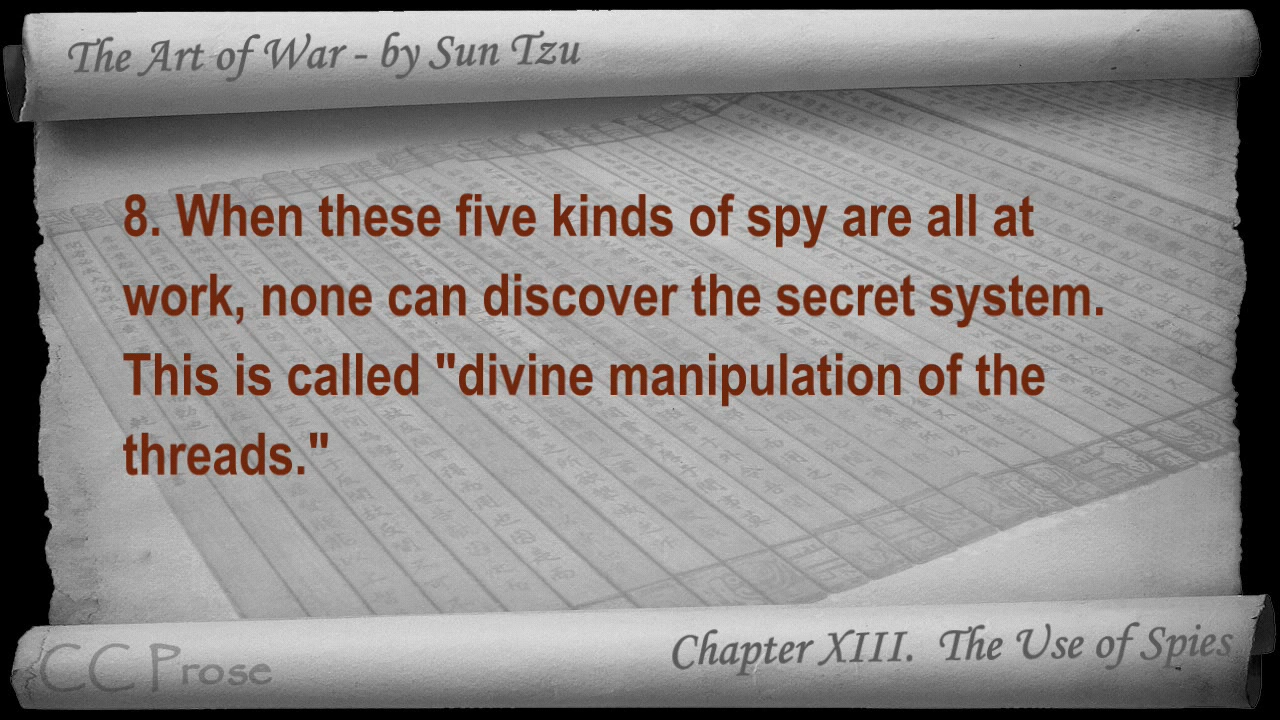 The Art of War - by Sun Tzu
8. When these five kinds of spy are all at
work, none can discover the secret system.
This is called "divine manipulation of the
threads."
CC Prose
Chapter XIII. The Use of Spies